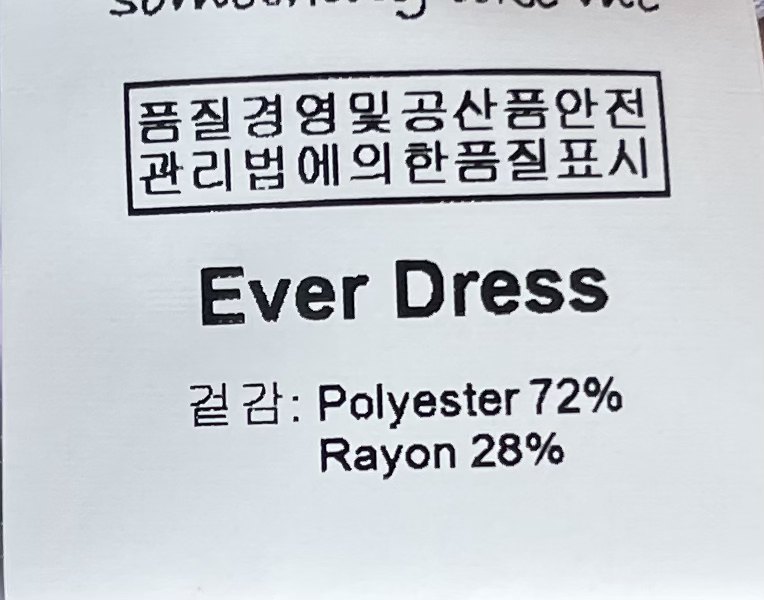 품질경영및공산품안전
관리법에의한품질표시
Ever Dress
겉감: Polyester 72%
Rayon 28%